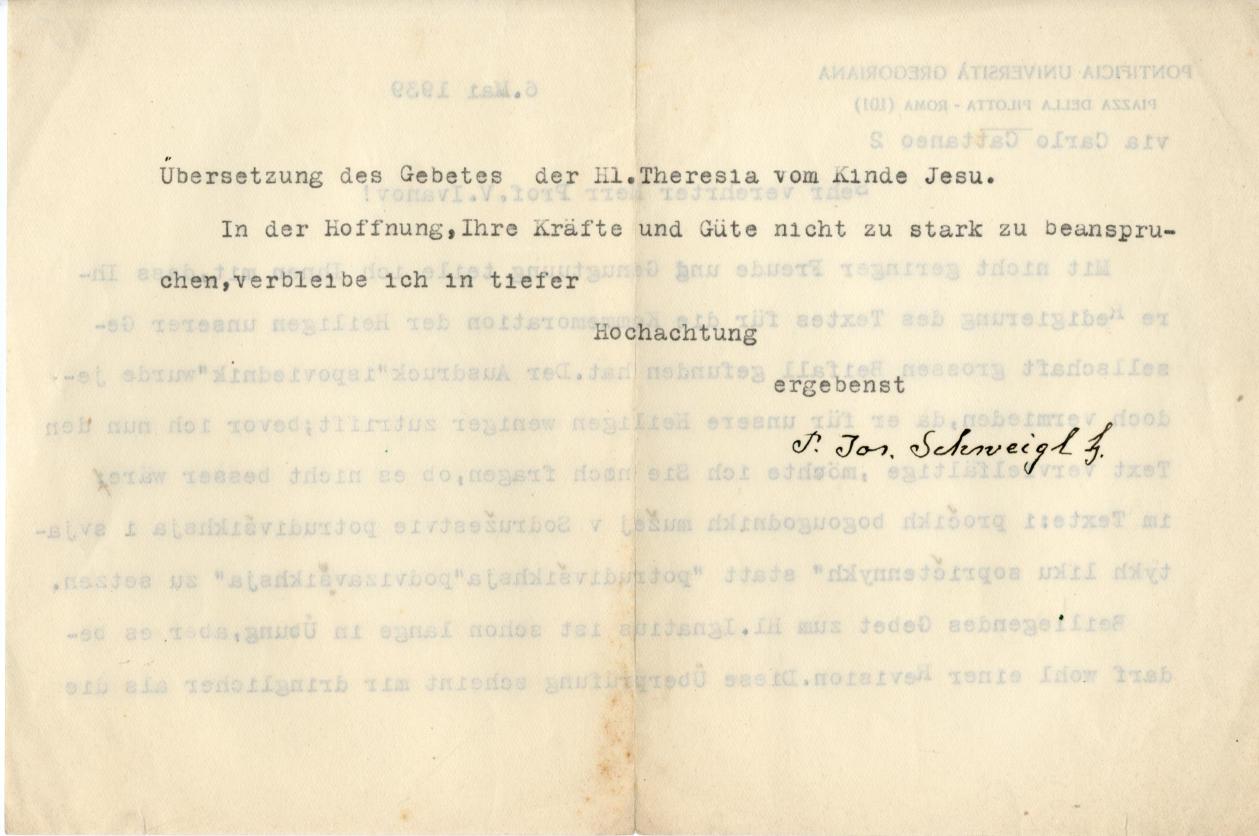 Übersetzung des Gebetes der Hl.Theresia vom Kinde Jesu.
In der Hoffnung,Ihre Kräfte und Güte nicht zu stark zu beanspru-
chen,verbleibe ich in tiefer
Hochachtung
ergebenst
P. Jos. Schweigl